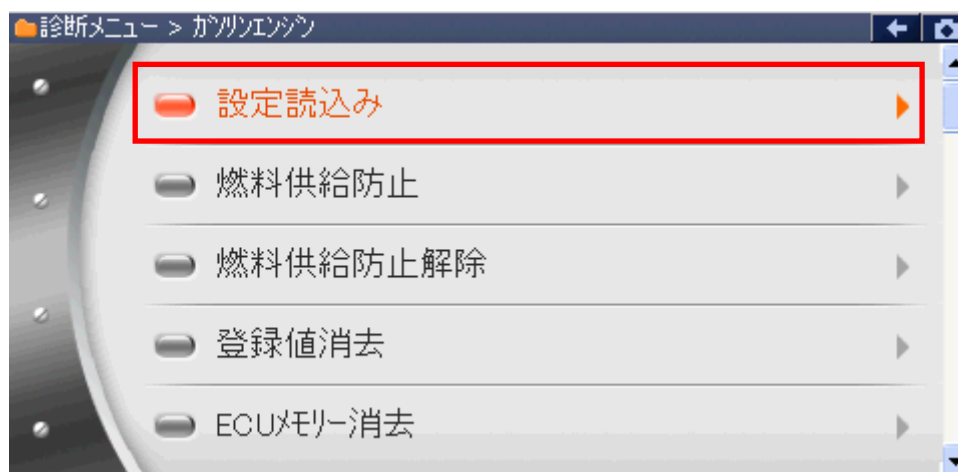 診断メニュー > ガソリンエンジン
設定読込み
燃料供給防止
燃料供給防止解除
登録値消去
ECUメモリー消去